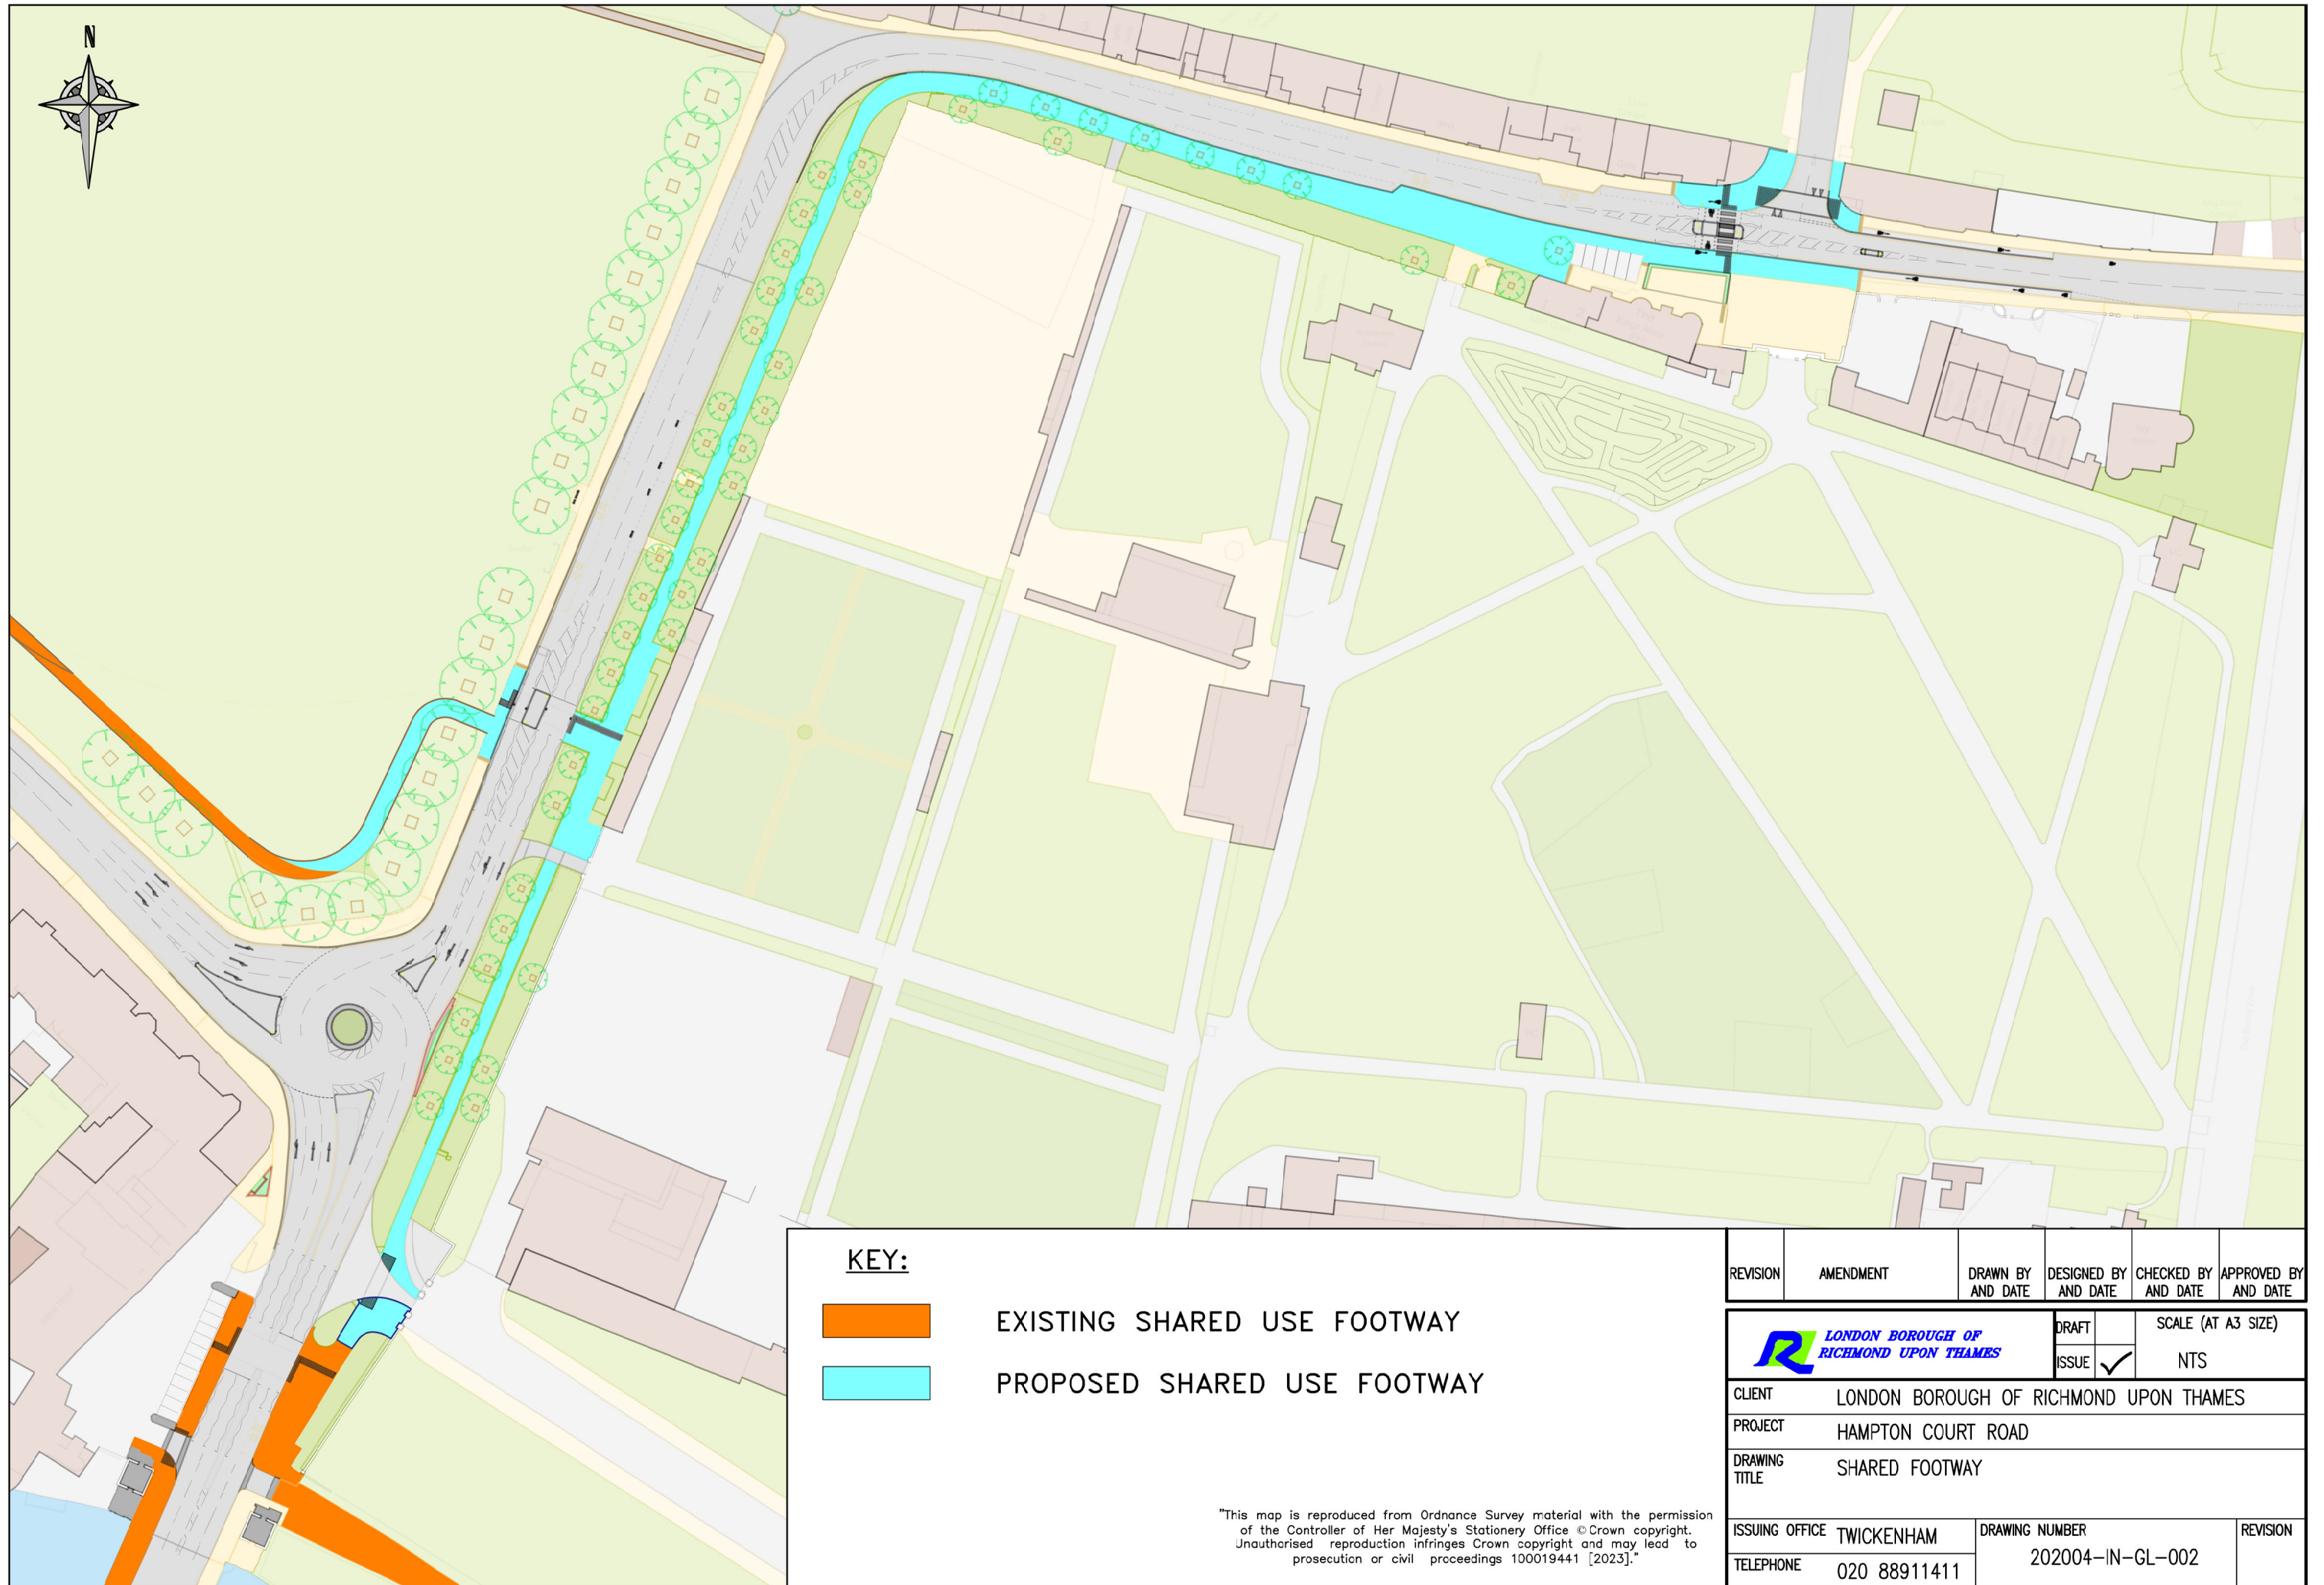 N
KEY:
EXISTING SHARED USE FOOTWAY
PROPOSED SHARED USE FOOTWAY
"This map is reproduced from Ordnance Survey material with the permission
of the Controller of Her Majesty's Stationery Office © Crown copyright.
Unauthorised reproduction infringes Crown copyright and may lead to
prosecution or civil proceedings 100019441 [2023]."
REVISION
AMENDMENT
DRAWN BY
AND DATE
DESIGNED BY
AND DATE
CHECKED BY
AND DATE
APPROVED BY
AND DATE
LONDON BOROUGH OF
RICHMOND UPON THAMES
DRAFT
ISSUE ✓
SCALE (AT A3 SIZE)
NTS
CLIENT LONDON BOROUGH OF RICHMOND UPON THAMES
PROJECT HAMPTON COURT ROAD
DRAWING
TITLE
SHARED FOOTWAY
ISSUING OFFICE TWICKENHAM
TELEPHONE 020 88911411
DRAWING NUMBER
202004-IN-GL-002
REVISION